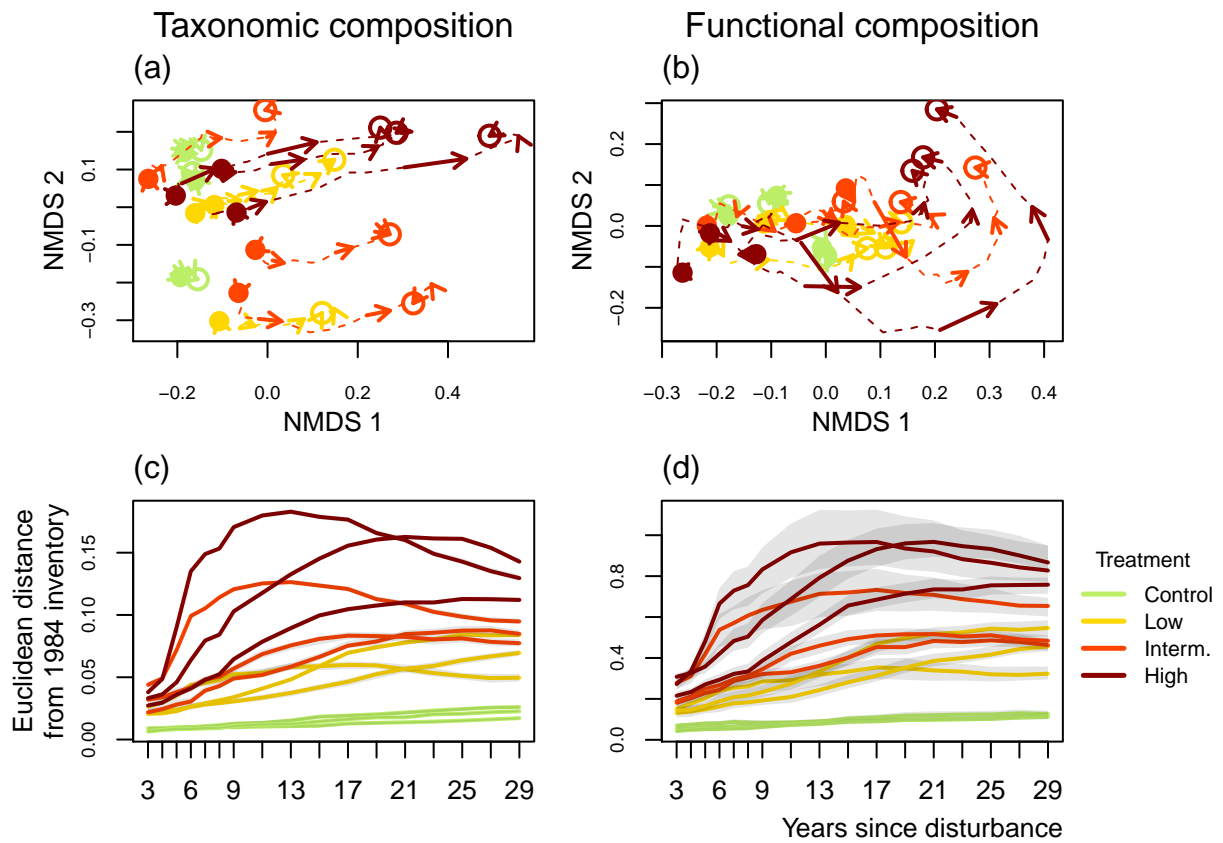 Taxonomic composition
Functional composition
(a)
(b)
NMDS 2
0.1
−0.1
−0.3
−0.2
0.0
0.2
0.4
NMDS 1
NMDS 2
0.2
0.0
−0.2
−0.3
−0.2
−0.1
0.0
0.1
0.2
0.3
0.4
NMDS 1
(c)
(d)
Euclidean distance
from 1984 inventory
0.15
0.10
0.05
0.00
3
6
9
13
17
21
25
29
0.8
0.4
0.0
3
6
9
13
17
21
25
29
Years since disturbance
Treatment
Control
Low
Interm.
High